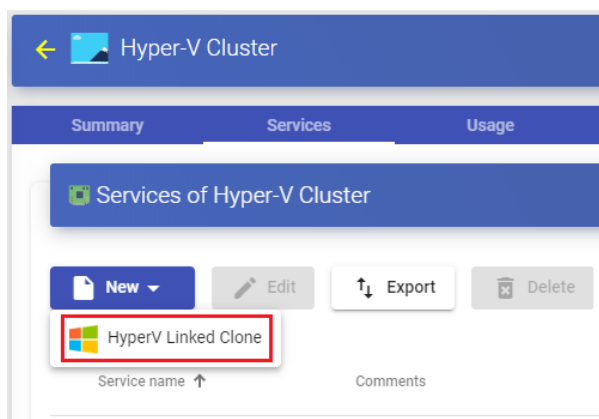 Hyper-V Cluster
Summary Services Usage
Services of Hyper-V Cluster
New Edit Export Delete
HyperV Linked Clone
Service name Comments